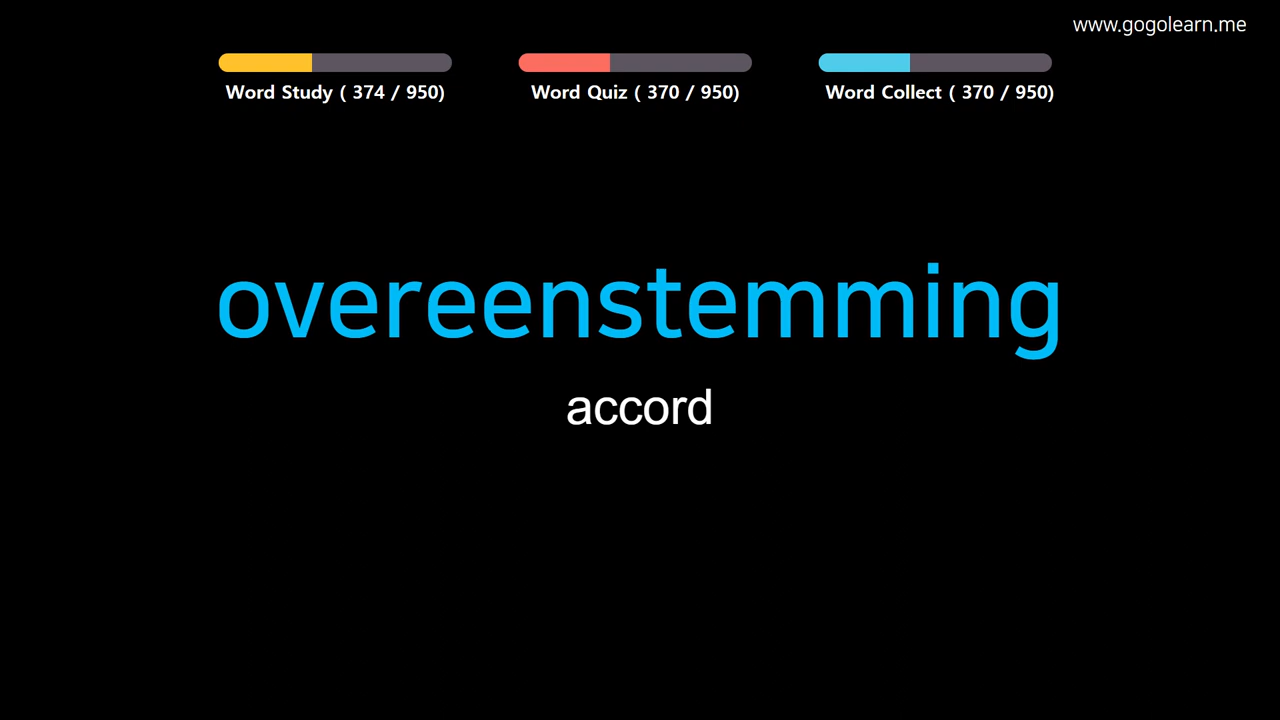 www.gogolearn.me
Word Study ( 374 / 950)
Word Quiz ( 370 / 950)
Word Collect ( 370 / 950)
overeenstemming
accord